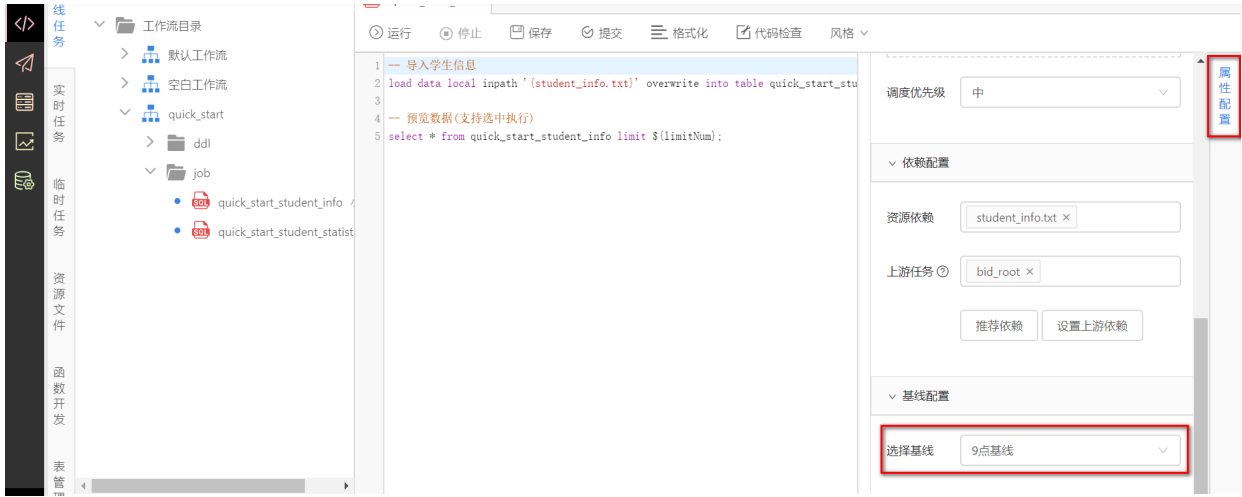 线任务
实时任务
临时任务
资源文件
函数开发
表管
工作流目录
默认工作流
空白工作流
quick_start
ddl
job
quick_start_student_info
quick_start_student_statist
运行 停止 保存 提交 格式化 代码检查 风格
1 -- 导入学生信息
2 load data local inpath '{student_info.txt}' overwrite into table quick_start_stu
3
4 -- 预览数据(支持选中执行)
5 select * from quick_start_student_info limit ${limitNum};
调度优先级 中
依赖配置
资源依赖 student_info.txt ×
上游任务 ? bid_root ×
推荐依赖 设置上游依赖
基线配置
选择基线 9点基线
属性配置